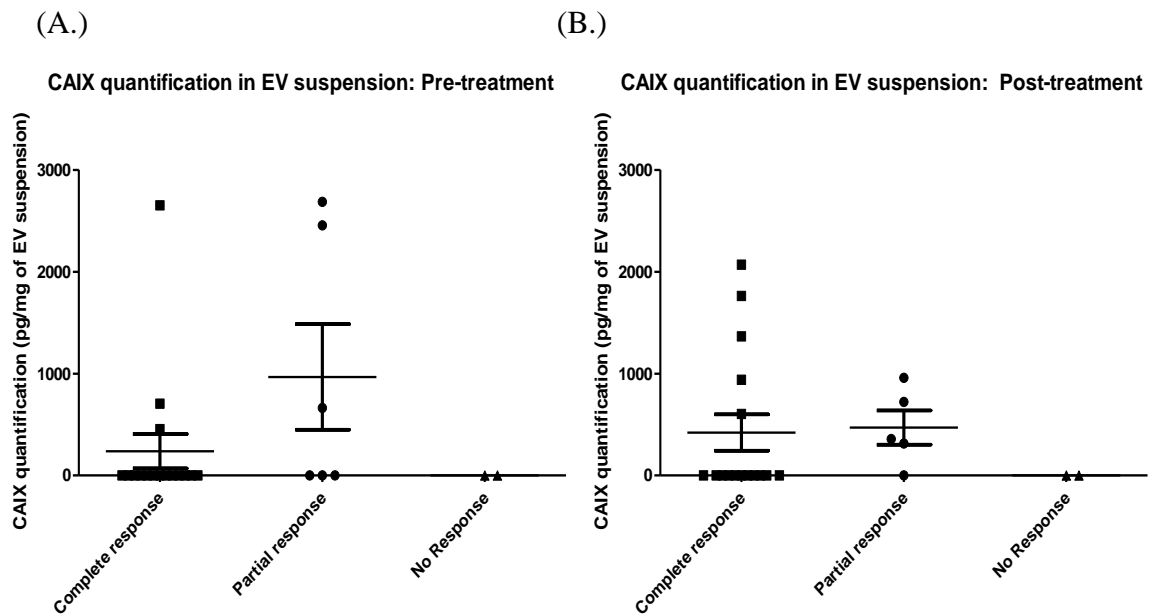 (A.)
(B.)
CAIX quantification in EV suspension: Pre-treatment
CAIX quantification in EV suspension:  Post-treatment
CAIX quantification (pg/mg of EV suspension)
3000
2000
1000
0
Complete response
Partial response
No Response
CAIX quantification (pg/mg of EV suspension)
3000
2000
1000
0
Complete response
Partial response
No Response